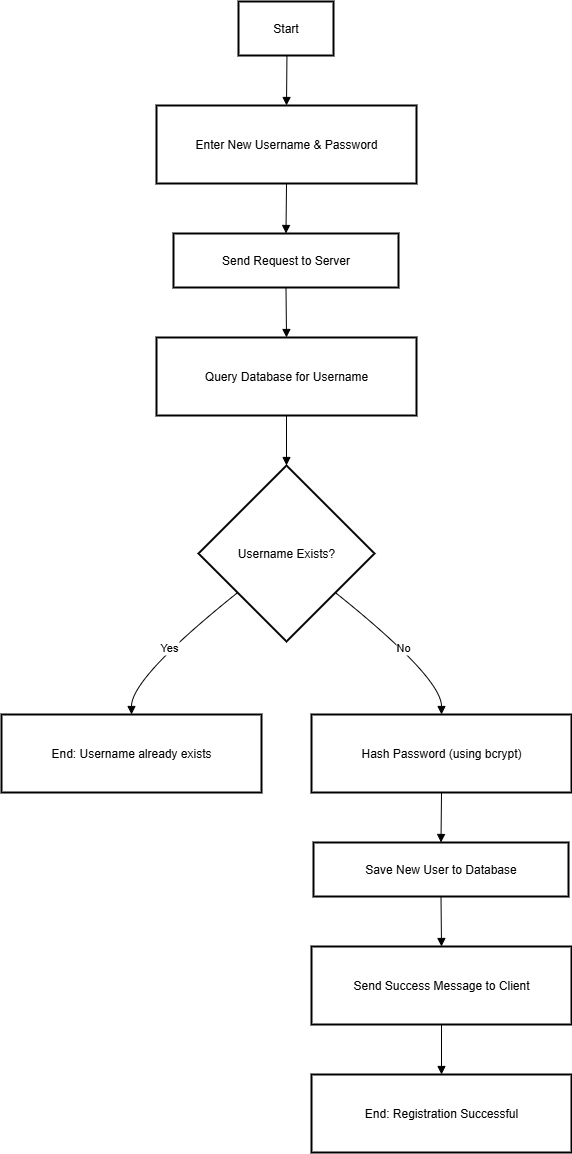 Start
Enter New Username & Password
Send Request to Server
Query Database for Username
Username Exists?
Yes
No
End: Username already exists
Hash Password (using bcrypt)
Save New User to Database
Send Success Message to Client
End: Registration Successful